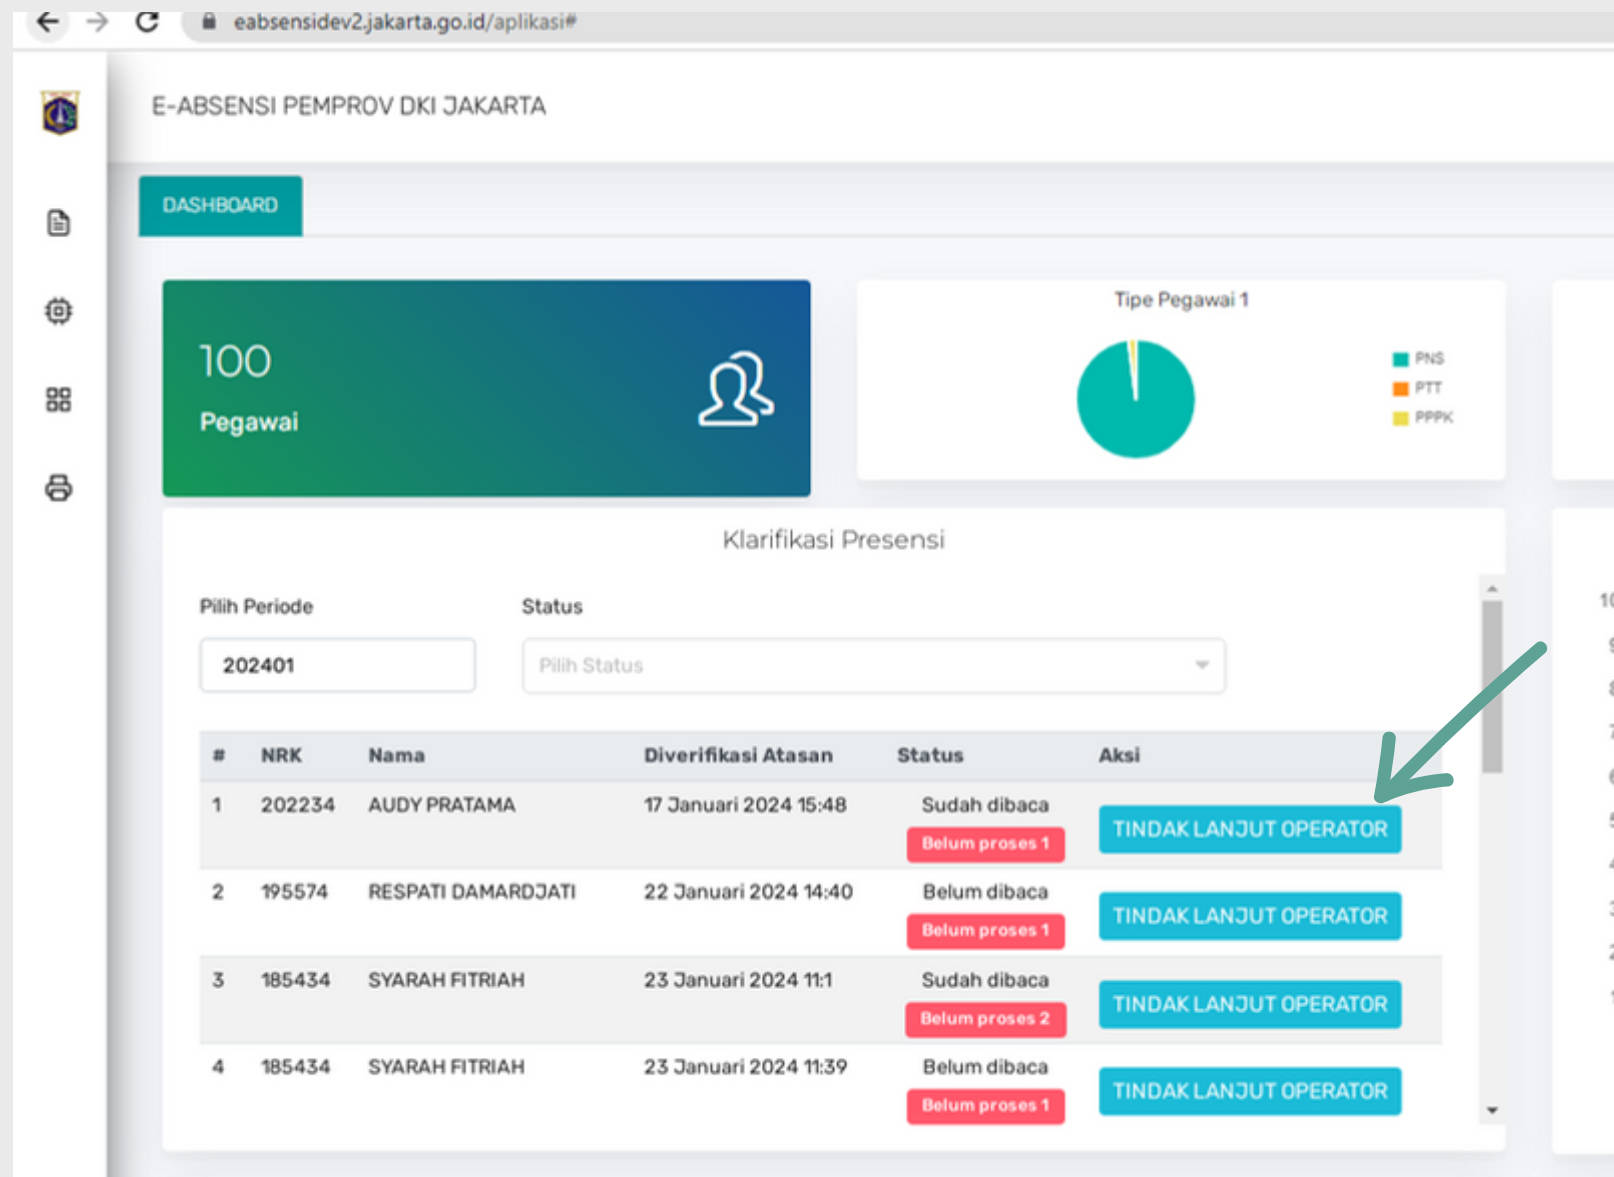 eabsensidev2.jakarta.go.id/aplikasi#
E-ABSENSI PEMPROV DKI JAKARTA
DASHBOARD
100
Pegawai
Tipe Pegawai 1
PNS
PTT
PPPK
Klarifikasi Presensi
Pilih Periode Status
202401 Pilih Status
# NRK Nama Diverifikasi Atasan Status Aksi
1 202234 AUDY PRATAMA 17 Januari 2024 15:48 Sudah dibaca
Belum proses 1 TINDAK LANJUT OPERATOR
2 195574 RESPATI DAMARDJATI 22 Januari 2024 14:40 Belum dibaca
Belum proses 1 TINDAK LANJUT OPERATOR
3 185434 SYARAH FITRIAH 23 Januari 2024 11:1 Sudah dibaca
Belum proses 2 TINDAK LANJUT OPERATOR
4 185434 SYARAH FITRIAH 23 Januari 2024 11:39 Belum dibaca
Belum proses 1 TINDAK LANJUT OPERATOR